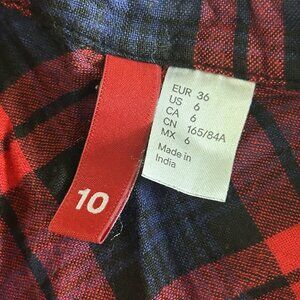 10
EUR 36
US 6
CA 6
CN 165/84A
MX 6
Made in
India